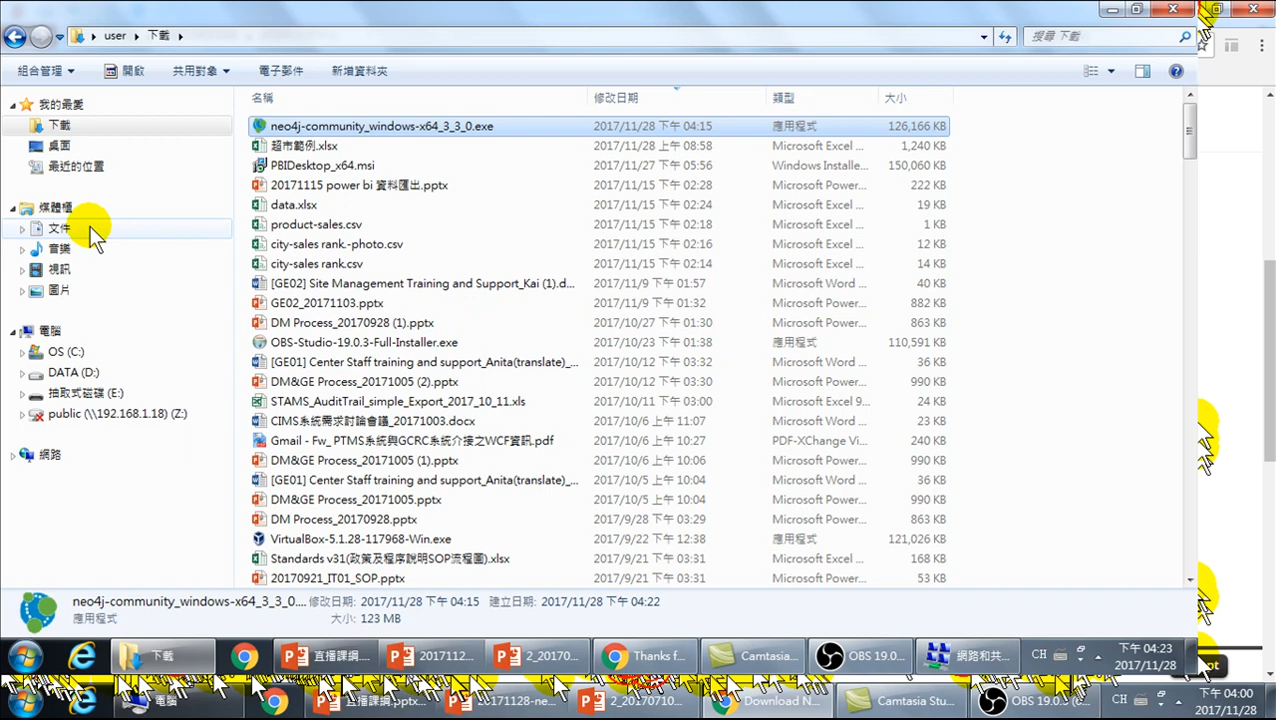 user 下載
搜尋 下載
組合管理 開啟 共用對象 電子郵件 新增資料夾
我的最愛
下載
桌面
最近的位置
媒體櫃
文件
音樂
視訊
圖片
電腦
OS (C:)
DATA (D:)
抽取式磁碟 (E:)
public (\\192.168.1.18) (Z:)
網路
名稱 修改日期 類型 大小
neo4j-community_windows-x64_3_3_0.exe 2017/11/28 下午 04:15 應用程式 126,166 KB
超市範例.xlsx 2017/11/28 上午 08:58 Microsoft Excel ... 1,240 KB
PBIDesktop_x64.msi 2017/11/27 下午 05:56 Windows Installe... 150,060 KB
20171115 power bi 資料匯出.pptx 2017/11/15 下午 02:28 Microsoft Power... 222 KB
data.xlsx 2017/11/15 下午 02:24 Microsoft Excel ... 19 KB
product-sales.csv 2017/11/15 下午 02:18 Microsoft Excel ... 41 KB
city-sales rank.-photo.csv 2017/11/15 下午 02:16 Microsoft Excel ... 12 KB
city-sales rank.csv 2017/11/15 下午 02:14 Microsoft Excel ... 14 KB
[GE02] Site Management Training and Support_Kai (1).d... 2017/11/9 下午 01:57 Microsoft Word ... 40 KB
GE02_20171103.pptx 2017/11/9 下午 01:32 Microsoft Power... 882 KB
DM Process_20170928 (1).pptx 2017/10/27 下午 01:30 Microsoft Power... 863 KB
OBS-Studio-19.0.3-Full-Installer.exe 2017/10/23 下午 01:38 應用程式 110,591 KB
[GE01] Center Staff training and support_Anita(translate)_... 2017/10/12 下午 03:32 Microsoft Word ... 36 KB
DM&GE Process_20171005 (2).pptx 2017/10/12 下午 03:30 Microsoft Power... 990 KB
STAMS_AuditTrail_simple_Export_2017_10_11.xls 2017/10/11 下午 03:00 Microsoft Excel 9... 24 KB
CIMS系統需求討論會議_20171003.docx 2017/10/6 上午 11:07 Microsoft Word ... 23 KB
Gmail - Fw_ PTMS系統與GCRC系統介接之WCF資訊.pdf 2017/10/6 上午 10:27 PDF-XChange Vi... 240 KB
DM&GE Process_20171005 (1).pptx 2017/10/6 上午 10:06 Microsoft Power... 990 KB
[GE01] Center Staff training and support_Anita(translate)_... 2017/10/5 上午 10:04 Microsoft Word ... 36 KB
DM&GE Process_20171005.pptx 2017/10/5 上午 10:04 Microsoft Power... 990 KB
DM Process_20170928.pptx 2017/9/28 下午 03:29 Microsoft Power... 863 KB
VirtualBox-5.1.28-117968-Win.exe 2017/9/22 下午 12:38 應用程式 121,026 KB
Standards v31(政策及程序說明SOP流程圖).xlsx 2017/9/21 下午 03:31 Microsoft Excel ... 168 KB
20170921_IT01_SOP.pptx 2017/9/21 下午 03:31 Microsoft Power... 53 KB
neo4j-community_windows-x64_3_3_0.... 修改日期: 2017/11/28 下午 04:15 建立日期: 2017/11/28 下午 04:22
應用程式 大小: 123 MB
下載 直播課綱.... 2017112... 2_20170... Thanks f... Camtasia... OBS 19.0... 網路和共... CH 下午 04:23
2017/11/28
電腦 直播課綱.ppt... 20171128-ne... 2_20170710... Download N... Camtasia Stu... OBS 19.0... CH 下午 04:00
2017/11/28